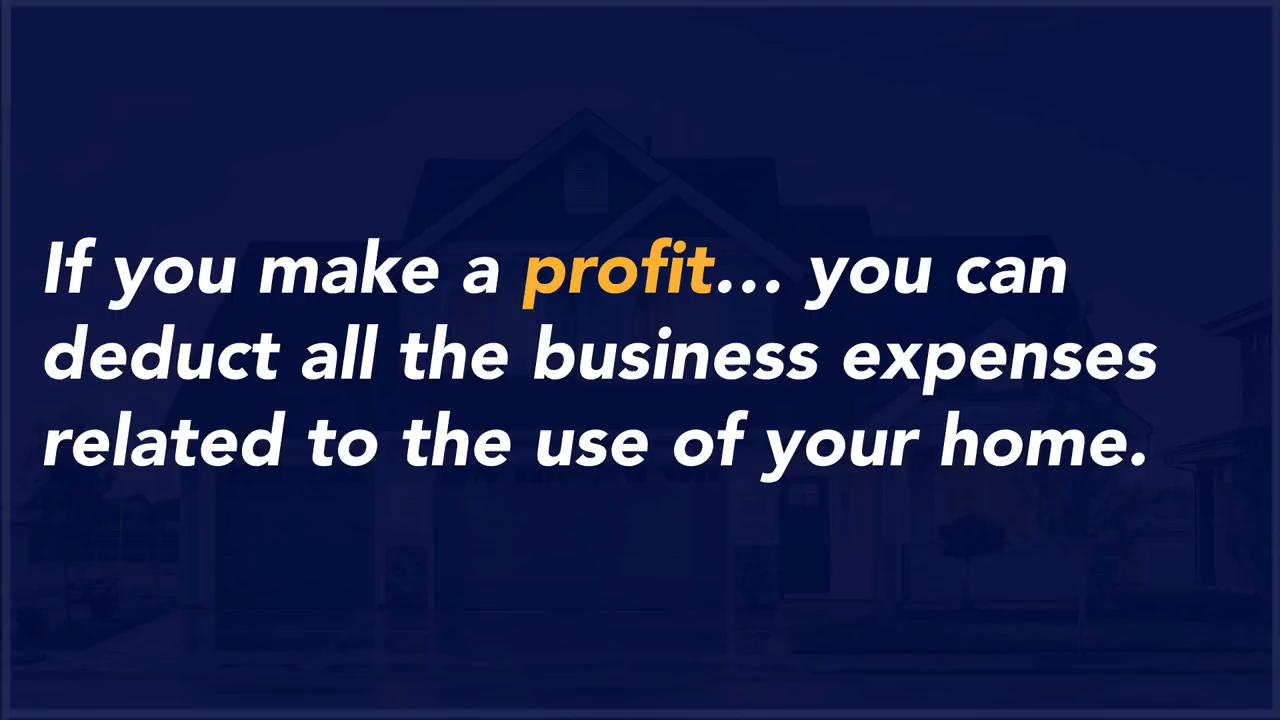 If you make a profit... you can
deduct all the business expenses
related to the use of your home.